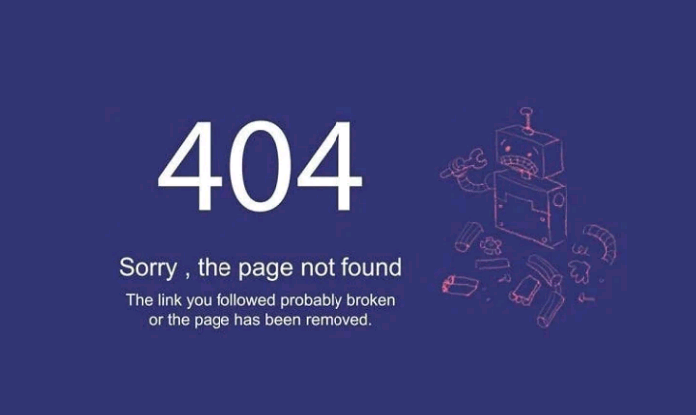 404
Sorry , the page not found
The link you followed probably broken
or the page has been removed.